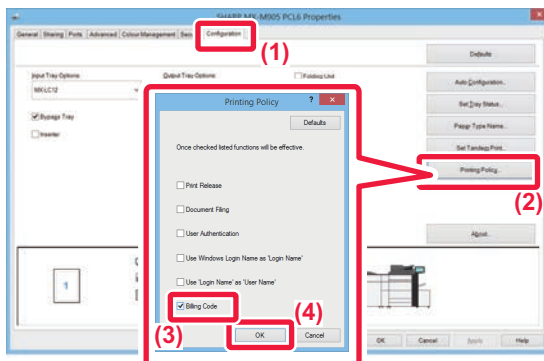 SHARP MX-M905 PCL6 Properties
General Sharing Ports Advanced Colour Management Configuration
(1)
Defaults
Input Tray Options: Output Tray Options: Folding Unit
MX-LC12
Auto Configuration...
Set Tray Status...
Bypass Tray
Inserter
Paper Type Name...
Set Tandem Print...
Printing Policy...
(2)
Printing Policy ?
Defaults
Once checked listed functions will be effective.
Print Release
Document Filing
User Authentication
About...
Use Windows Login Name as 'Login Name'
Use 'Login Name' as 'User Name'
1
Billing Code
(3)
(4)
OK Cancel
OK Cancel Apply Help